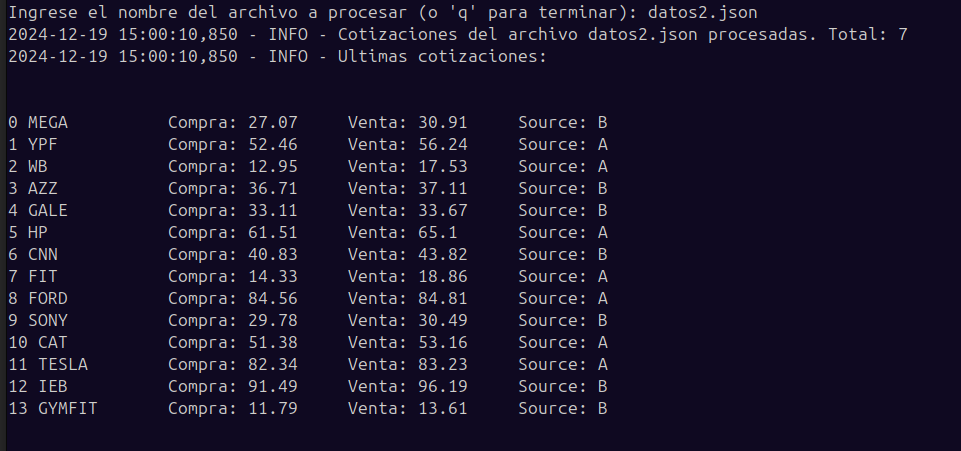 Ingrese el nombre del archivo a procesar (o 'q' para terminar): datos2.json
2024-12-19 15:00:10,850 - INFO - Cotizaciones del archivo datos2.json procesadas. Total: 7
2024-12-19 15:00:10,850 - INFO - Ultimas cotizaciones:
0 MEGA Compra: 27.07 Venta: 30.91 Source: B
1 YPF Compra: 52.46 Venta: 56.24 Source: A
2 WB Compra: 12.95 Venta: 17.53 Source: A
3 AZZ Compra: 36.71 Venta: 37.11 Source: B
4 GALE Compra: 33.11 Venta: 33.67 Source: B
5 HP Compra: 61.51 Venta: 65.1 Source: A
6 CNN Compra: 40.83 Venta: 43.82 Source: B
7 FIT Compra: 14.33 Venta: 18.86 Source: A
8 FORD Compra: 84.56 Venta: 84.81 Source: A
9 SONY Compra: 29.78 Venta: 30.49 Source: B
10 CAT Compra: 51.38 Venta: 53.16 Source: A
11 TESLA Compra: 82.34 Venta: 83.23 Source: A
12 IEB Compra: 91.49 Venta: 96.19 Source: B
13 GYMFIT Compra: 11.79 Venta: 13.61 Source: B